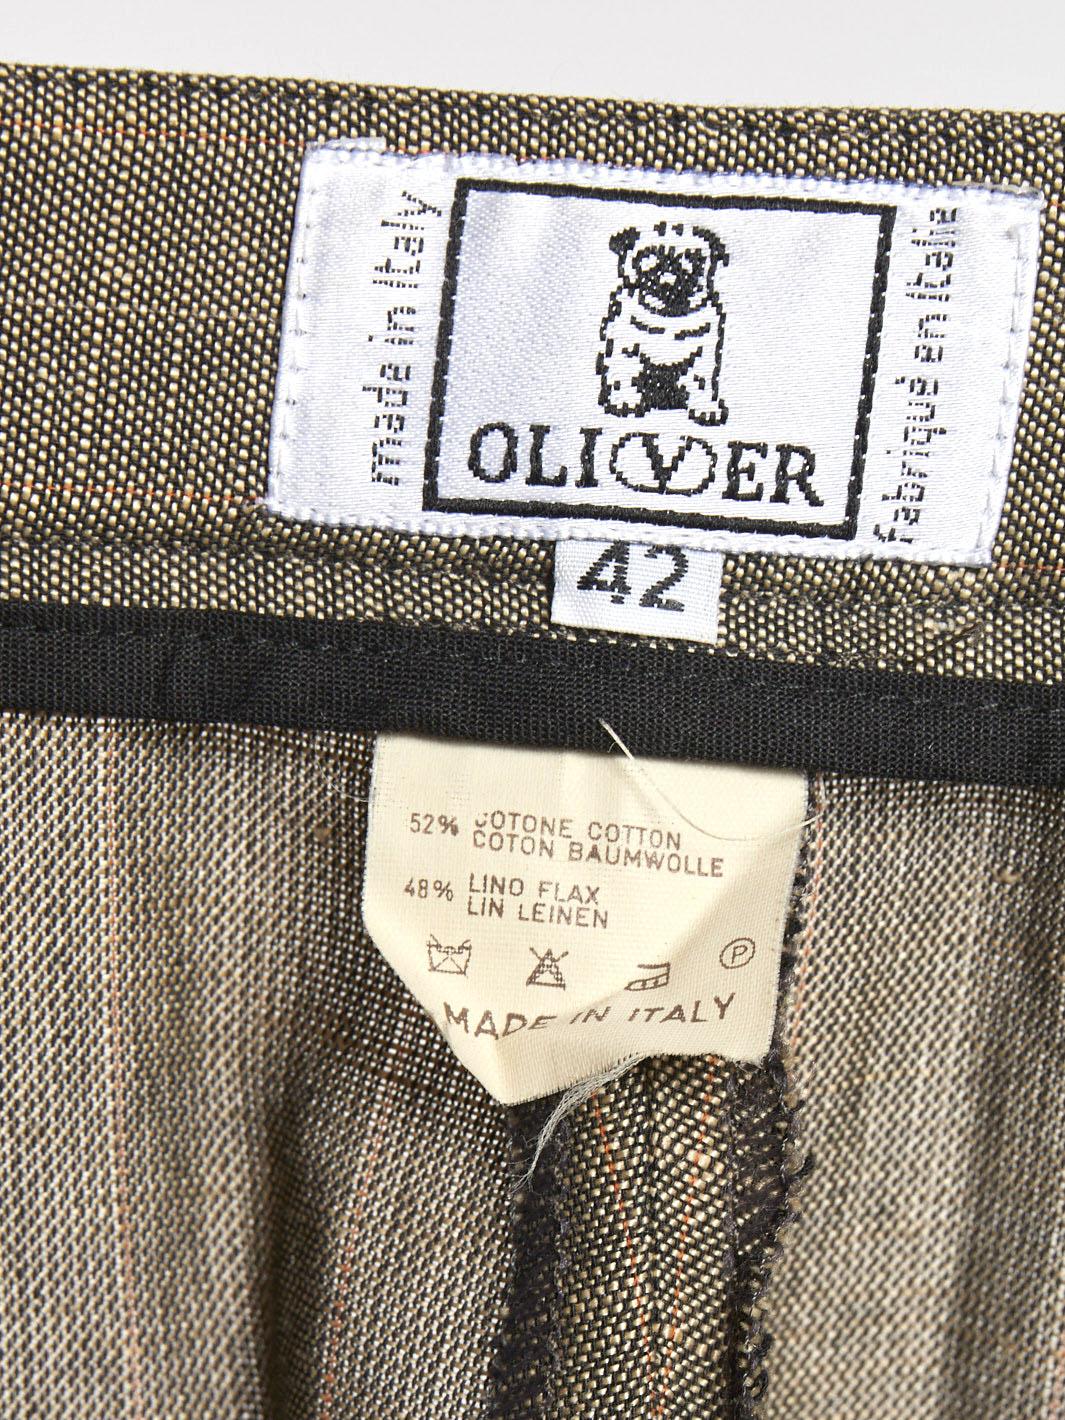 made in Italy
OLIVER
fabriqué en Italie
42
52% COTONE COTTON
COTON BAUMWOLLE
48% LINO FLAX
LIN LEINEN
P
MADE IN ITALY